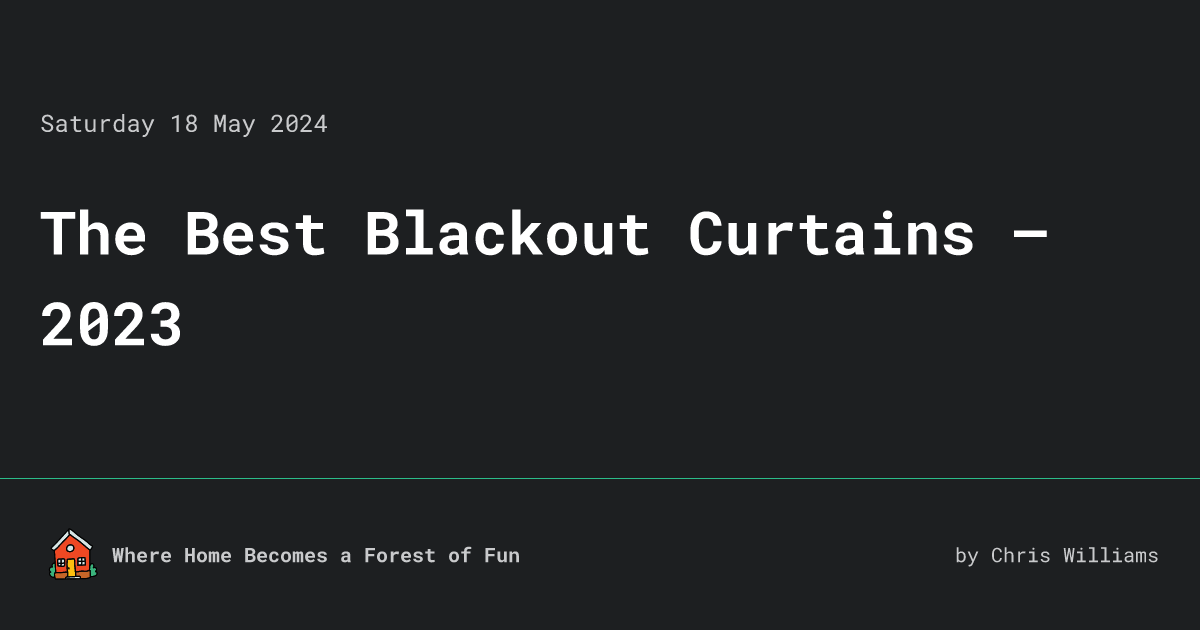 Saturday 18 May 2024
The Best Blackout Curtains –
2023
Where Home Becomes a Forest of Fun
by Chris Williams